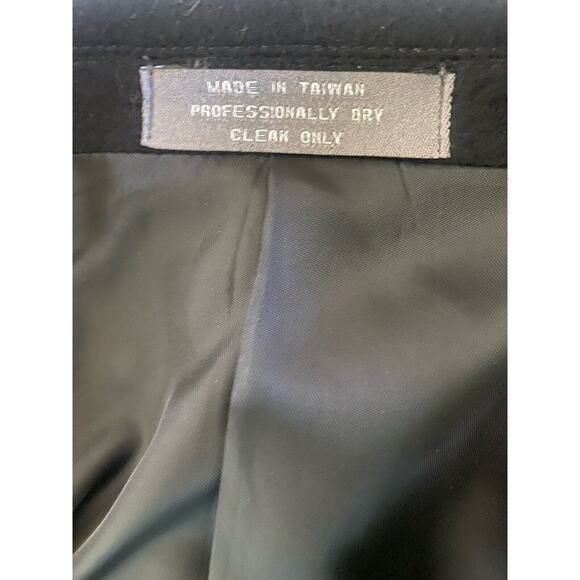 MADE IN TAIWAN
PROFESSIONALLY DRY
CLEAN ONLY